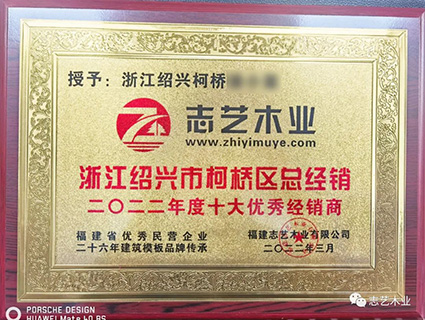 授予：浙江绍兴柯桥
志艺木业
www.zhiyimuye.com
浙江绍兴市柯桥区总经销
二〇二二年度十大优秀经销商
福建省优秀民营企业
二十六年建筑模板品牌传承
福建志艺木业有限公司
二〇二二年三月
PORSCHE DESIGN
HUAWEI Mate 40 RS
志艺木业